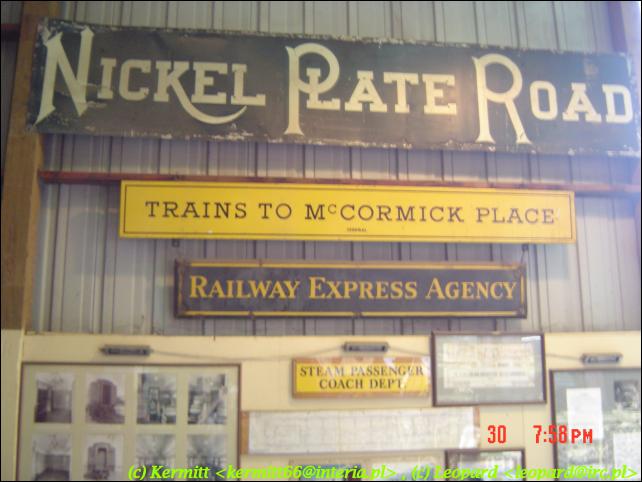 NICKEL PLATE ROAD
TRAINS TO McCORMICK PLACE
RAILWAY EXPRESS AGENCY
STEAM PASSENGER
COACH DEPT.
30 7:58PM
(c) Kermitt <kermitt66@interia.pl> , (c) Leopard <leopard@irc.pl>